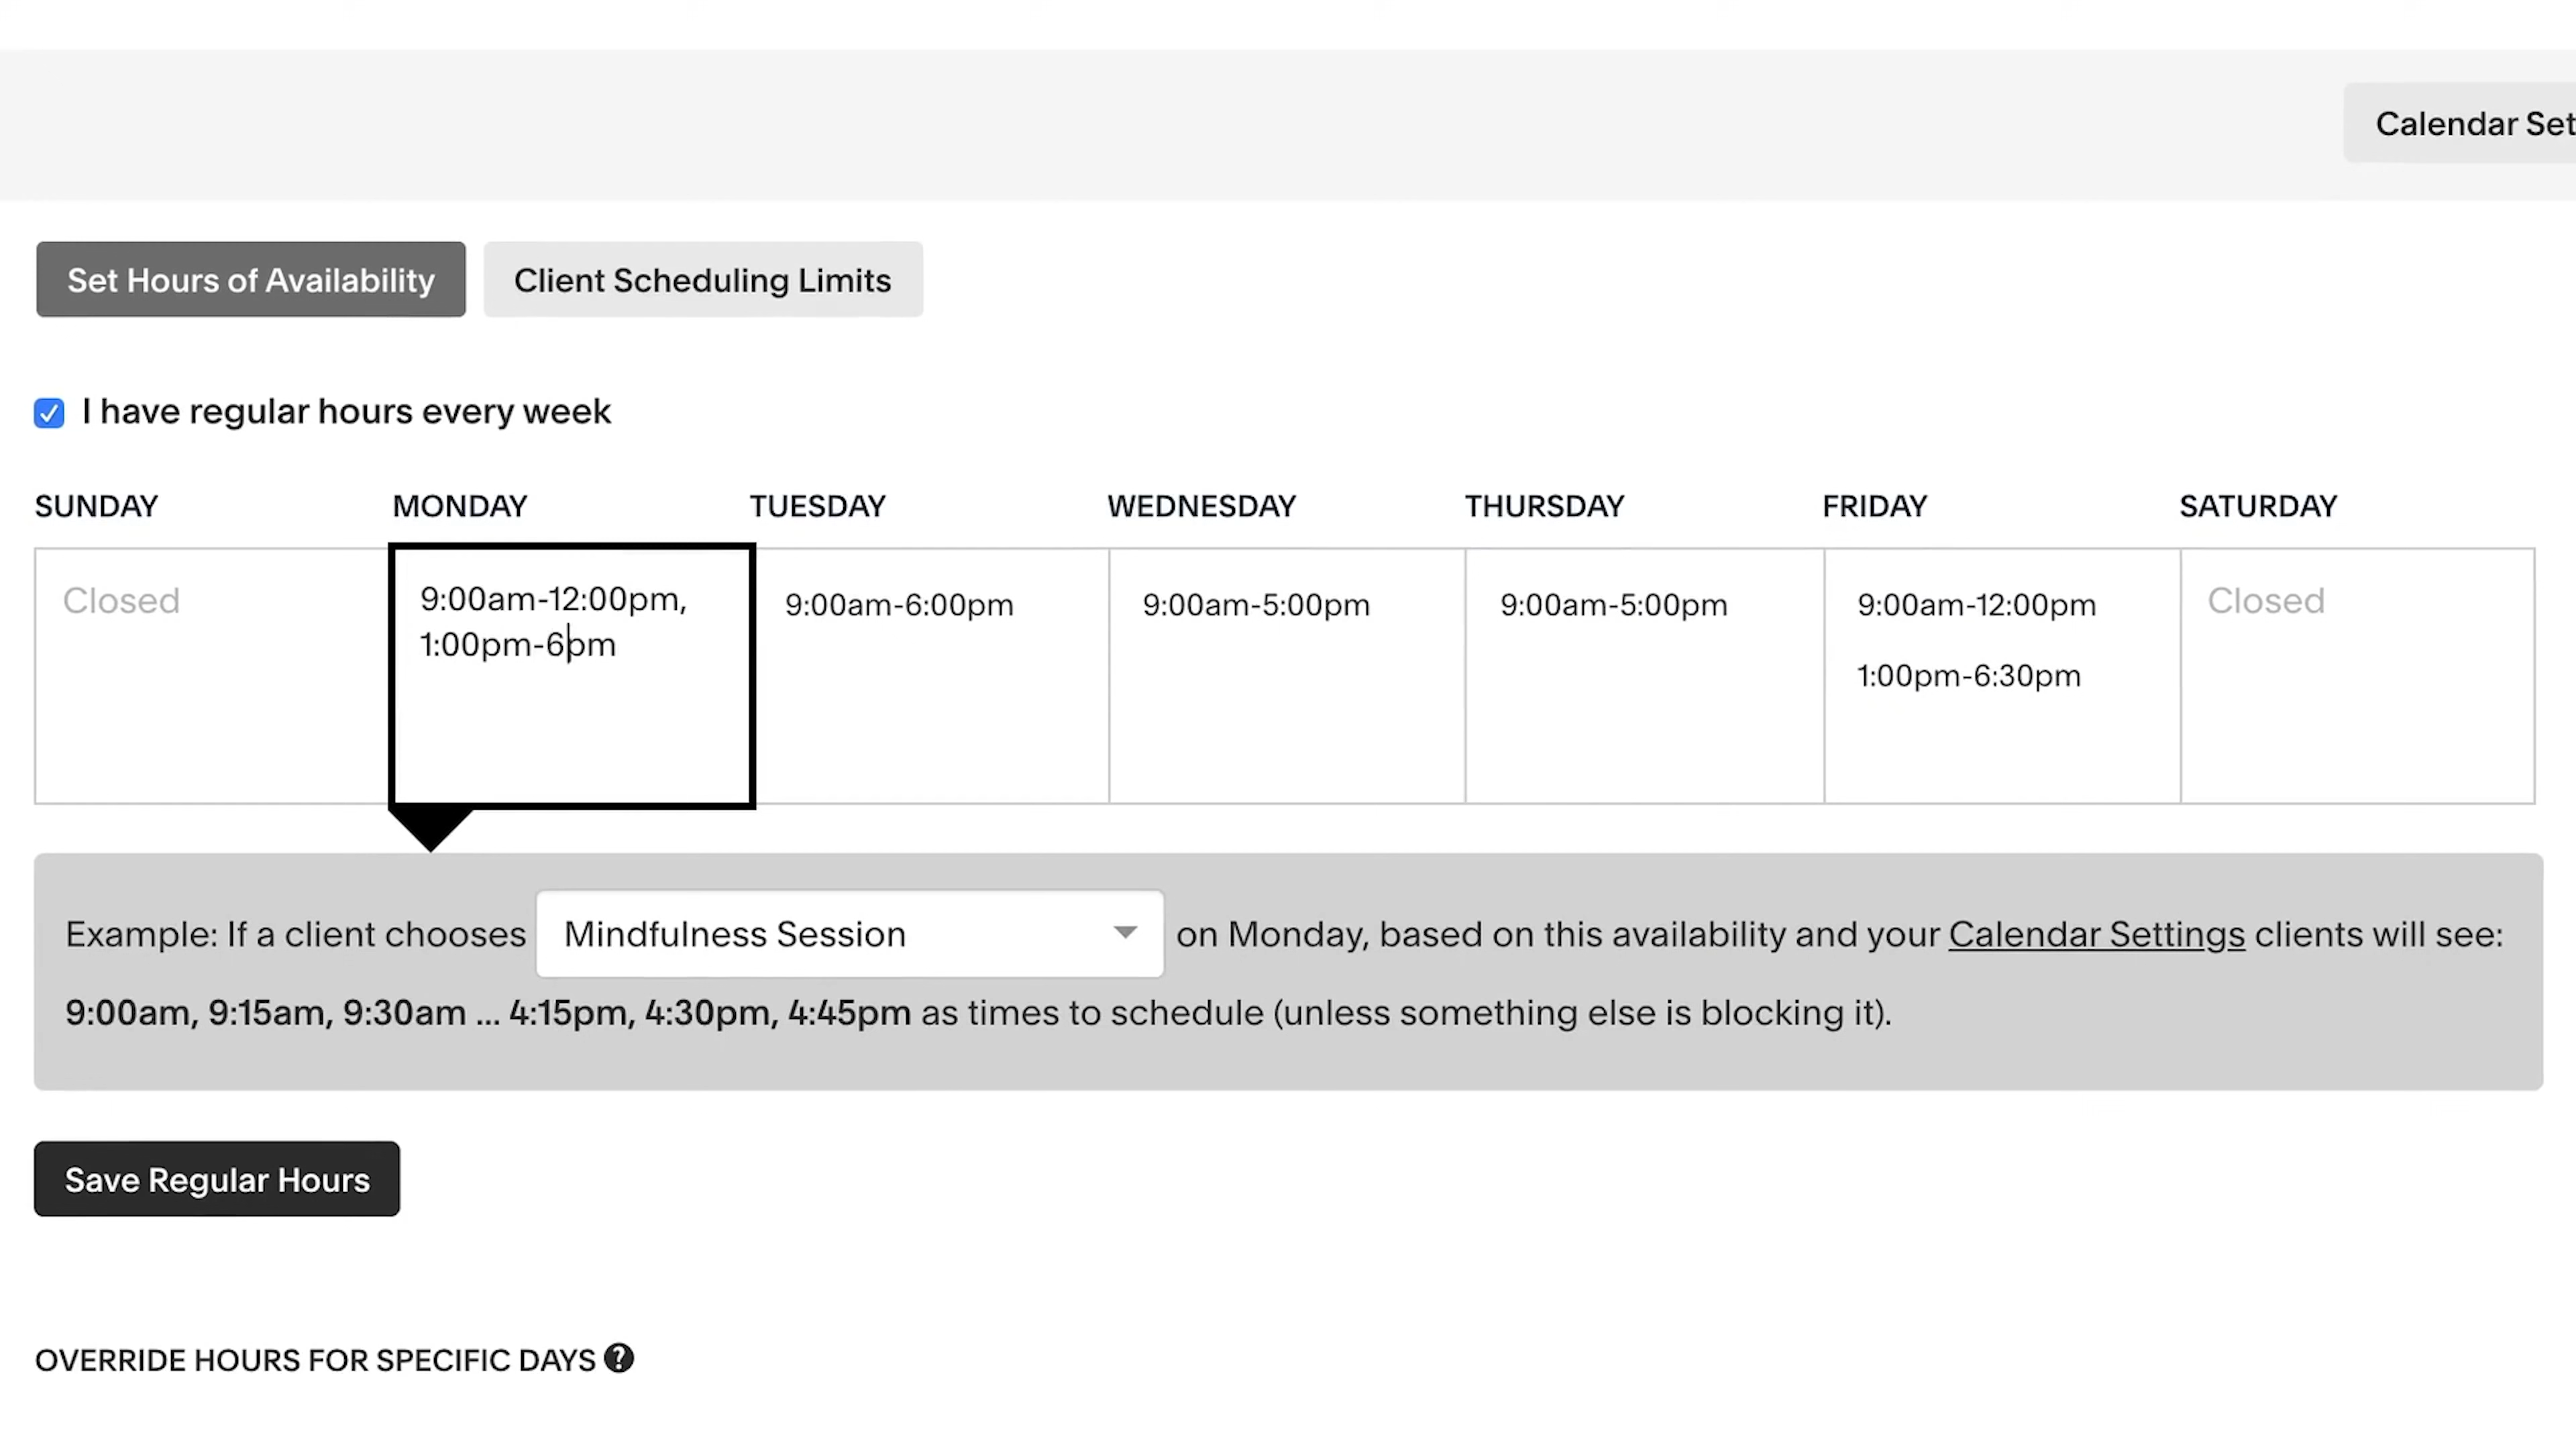 Calendar Set
Set Hours of Availability
Client Scheduling Limits
I have regular hours every week
SUNDAY MONDAY TUESDAY WEDNESDAY THURSDAY FRIDAY SATURDAY
Closed
9:00am-12:00pm,
1:00pm-6pm
9:00am-6:00pm
9:00am-5:00pm
9:00am-5:00pm
9:00am-12:00pm
1:00pm-6:30pm
Closed
Example: If a client chooses Mindfulness Session on Monday, based on this availability and your Calendar Settings clients will see:
9:00am, 9:15am, 9:30am ... 4:15pm, 4:30pm, 4:45pm as times to schedule (unless something else is blocking it).
Save Regular Hours
OVERRIDE HOURS FOR SPECIFIC DAYS ?